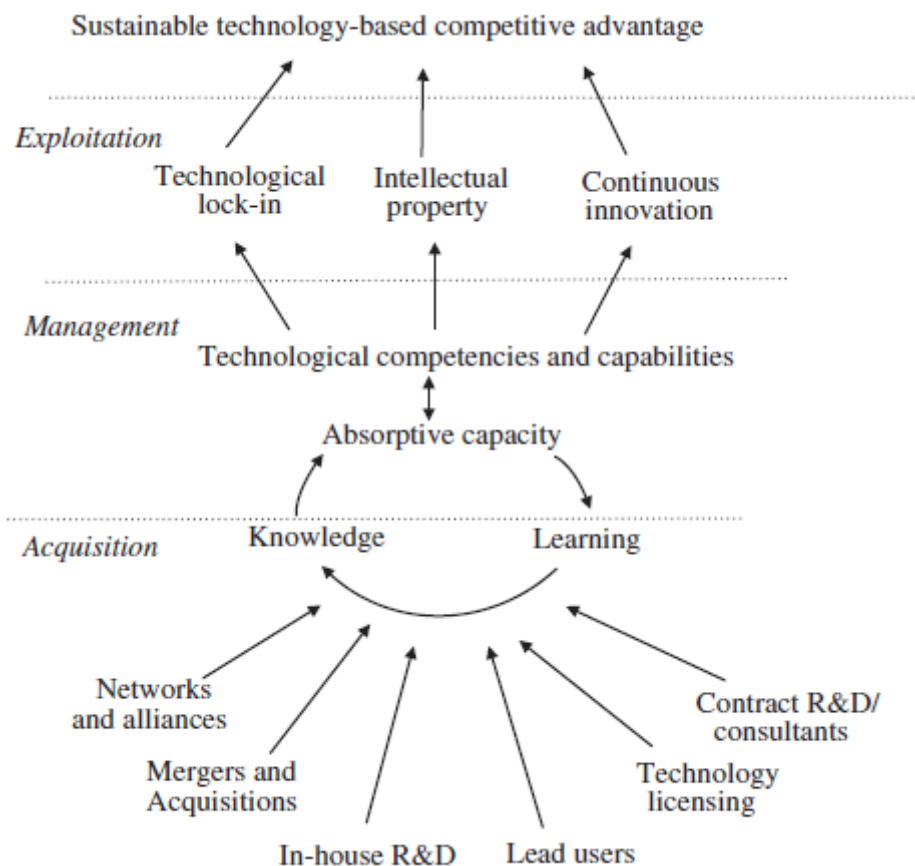 Sustainable technology-based competitive advantage
Exploitation
Technological
lock-in
Intellectual
property
Continuous
innovation
Management
Technological competencies and capabilities
Absorptive capacity
Acquisition
Knowledge
Learning
Networks
and alliances
Contract R&D/
consultants
Mergers and
Acquisitions
Technology
licensing
In-house R&D
Lead users